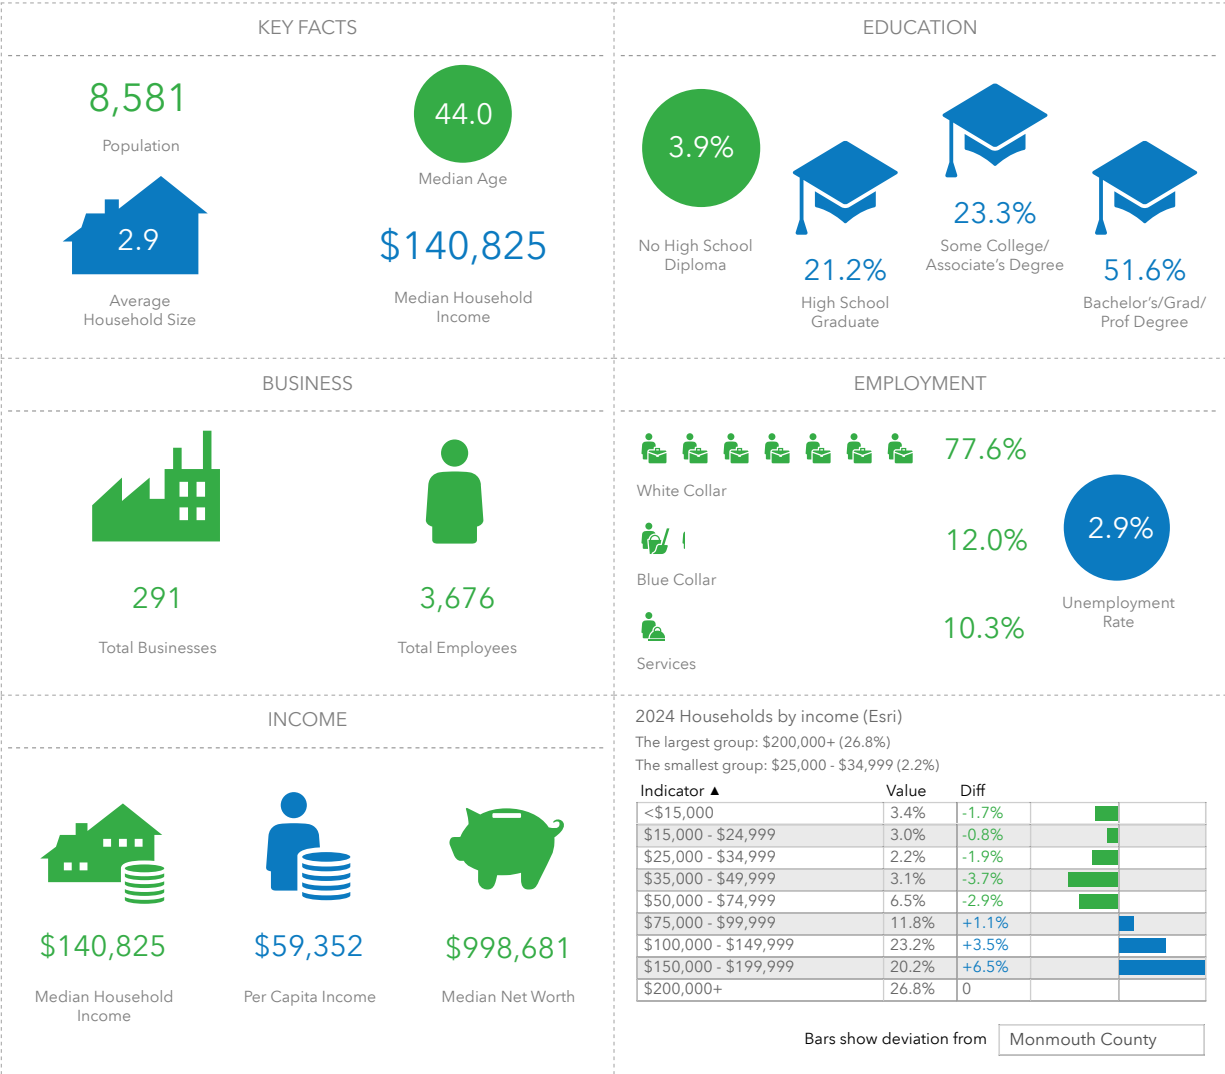 KEY FACTS
8,581
Population
44.0
Median Age
2.9
Average
Household Size
$140,825
Median Household
Income
EDUCATION
3.9%
No High School
Diploma
21.2%
High School
Graduate
23.3%
Some College/
Associate's Degree
51.6%
Bachelor's/Grad/
Prof Degree
BUSINESS
291
Total Businesses
3,676
Total Employees
EMPLOYMENT
77.6%
White Collar
12.0%
Blue Collar
10.3%
Services
2.9%
Unemployment
Rate
INCOME
$140,825
Median Household
Income
$59,352
Per Capita Income
$998,681
Median Net Worth
2024 Households by income (Esri)
The largest group: $200,000+ (26.8%)
The smallest group: $25,000 - $34,999 (2.2%)
Indicator ▲ Value Diff
<$15,000 3.4% -1.7%
$15,000 - $24,999 3.0% -0.8%
$25,000 - $34,999 2.2% -1.9%
$35,000 - $49,999 3.1% -3.7%
$50,000 - $74,999 6.5% -2.9%
$75,000 - $99,999 11.8% +1.1%
$100,000 - $149,999 23.2% +3.5%
$150,000 - $199,999 20.2% +6.5%
$200,000+ 26.8% 0
Bars show deviation from Monmouth County